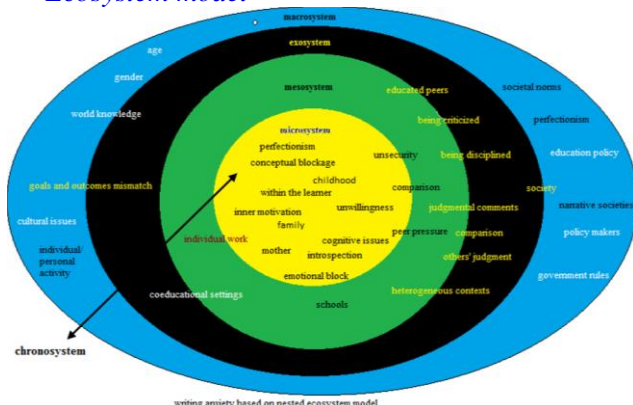 Ecosystem model
macrosystem
exosystem
age
mesosystem
gender
educated peers
societal norms
world knowledge
being criticized
perfectionism
microsystem
perfectionism
conceptual blockage
unsecurity
being disciplined
education policy
childhood
goals and outcomes mismatch
within the learner
comparison
society
inner motivation
unwillingness
judgmental comments
narrative societies
cultural issues
family
individual work
cognitive issues
peer pressure
comparison
policy makers
individual/
personal
activity
mother
introspection
others' judgment
emotional block
government rules
coeducational settings
heterogeneous contexts
schools
chronosystem
writing anxiety based on nested ecosystem model